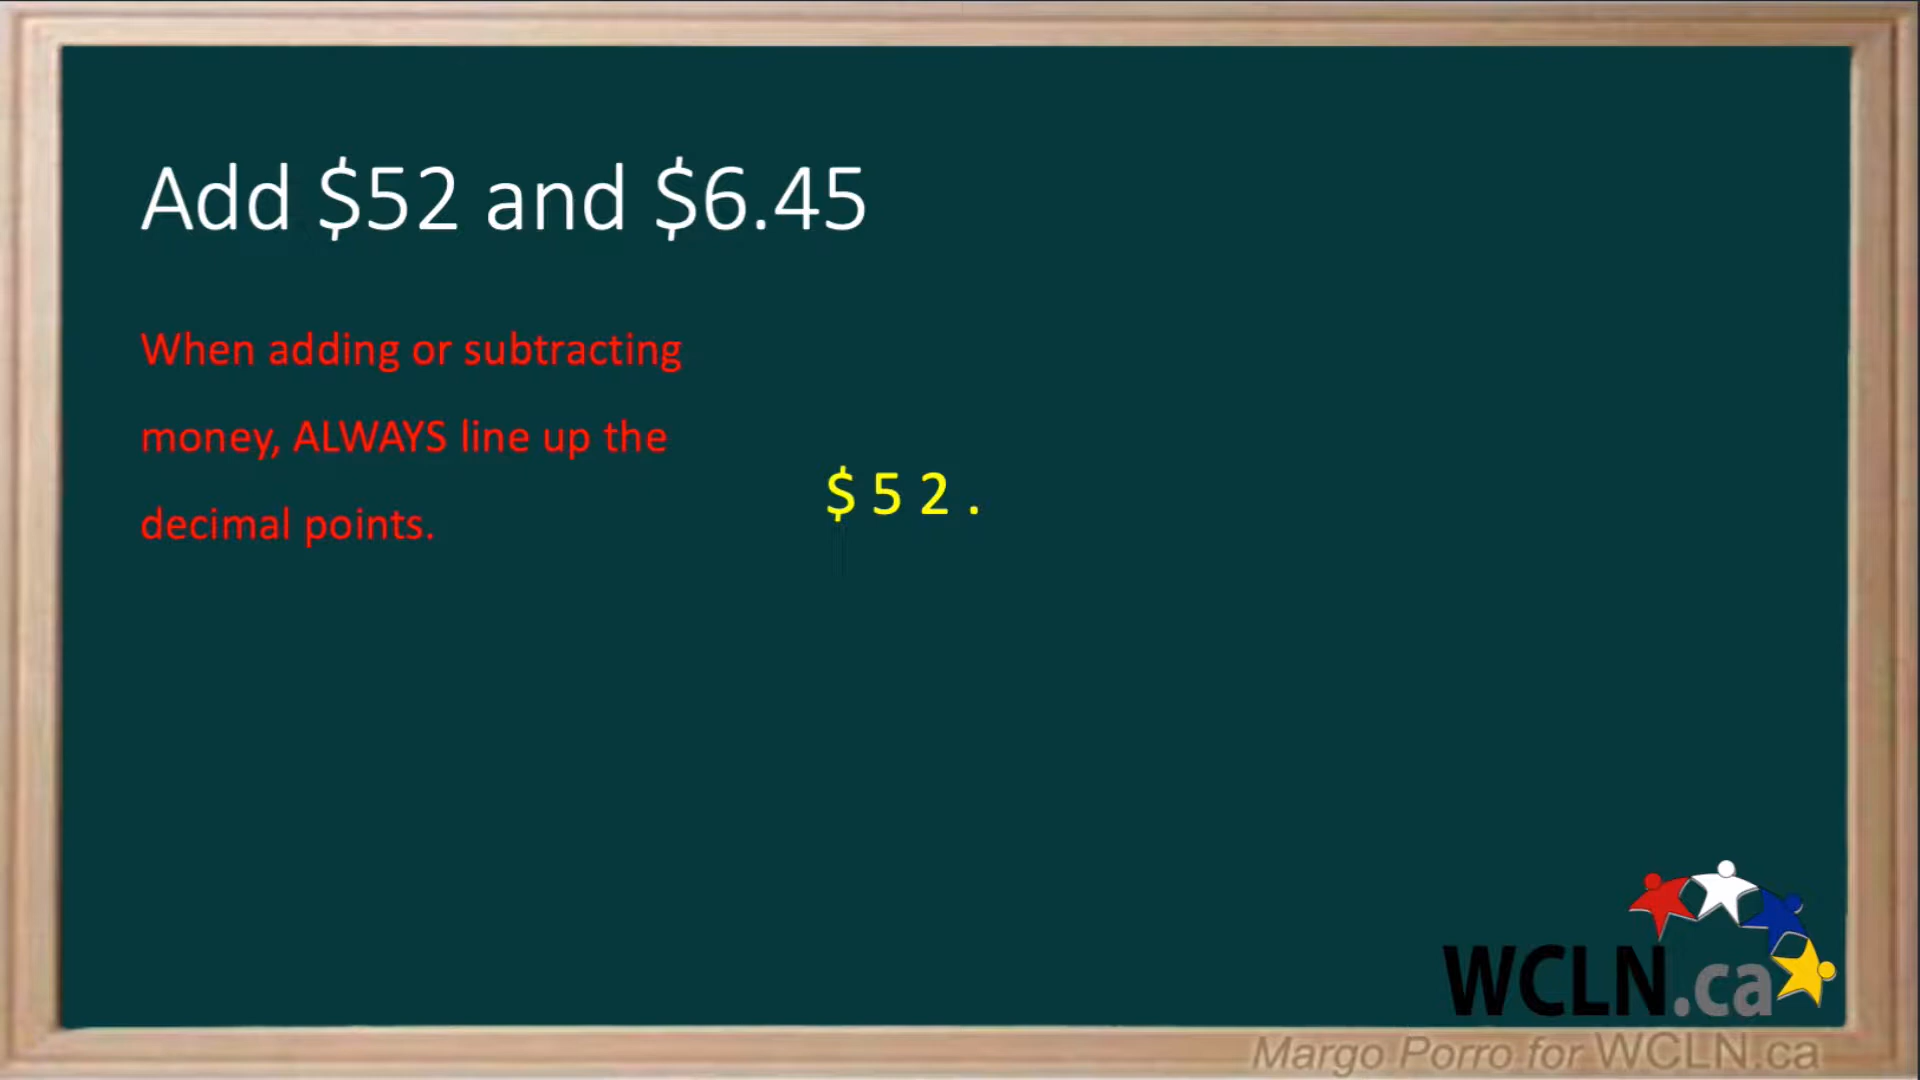 Add $52 and $6.45
When adding or subtracting
money, ALWAYS line up the
decimal points.
$ 5 2 .
WCLN.ca
Margo Porro for WCLN.ca